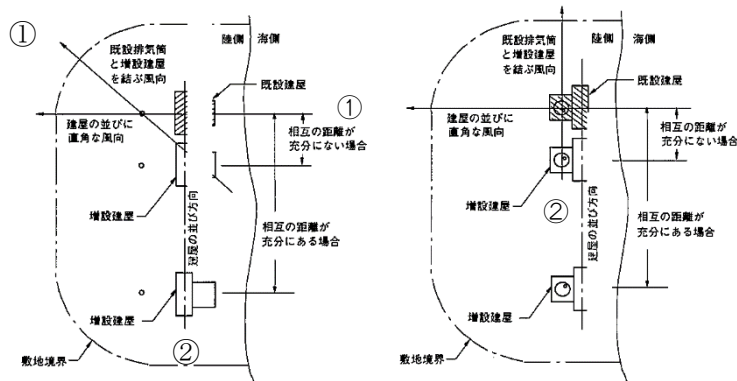 ①
既設排気筒
と増設建屋
を結ぶ風向
陸側
海側
既設建屋
①
建屋の並びに
直角な風向
相互の距離が
充分にない場合
増設建屋
建屋の並び方向
相互の距離が
充分にある場合
増設建屋
②
敷地境界
②
既設排気筒
と増設建屋
を結ぶ風向
陸側
海側
既設建屋
建屋の並びに
直角な風向
相互の距離が
充分にない場合
増設建屋
②
建屋の並び方向
相互の距離が
充分にある場合
増設建屋
敷地境界